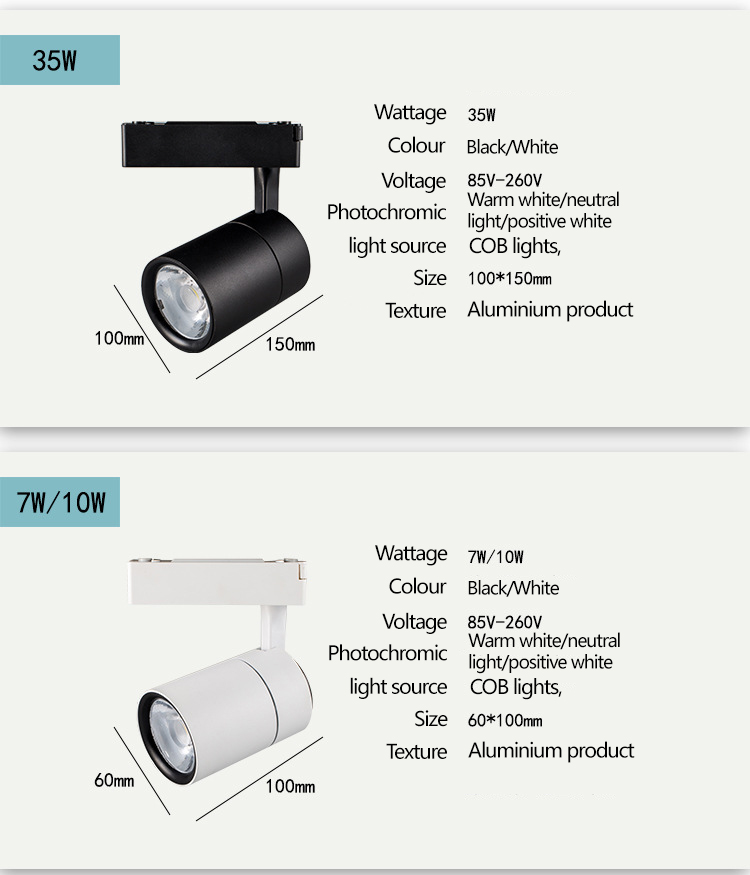 35W
Wattage 35W
Colour Black/White
Voltage 85V-260V
Photochromic Warm white/neutral
light/positive white
light source COB lights,
Size 100*150mm
Texture Aluminium product
100mm
150mm
7W/10W
Wattage 7W/10W
Colour Black/White
Voltage 85V-260V
Photochromic Warm white/neutral
light/positive white
light source COB lights,
Size 60*100mm
Texture Aluminium product
60mm
100mm